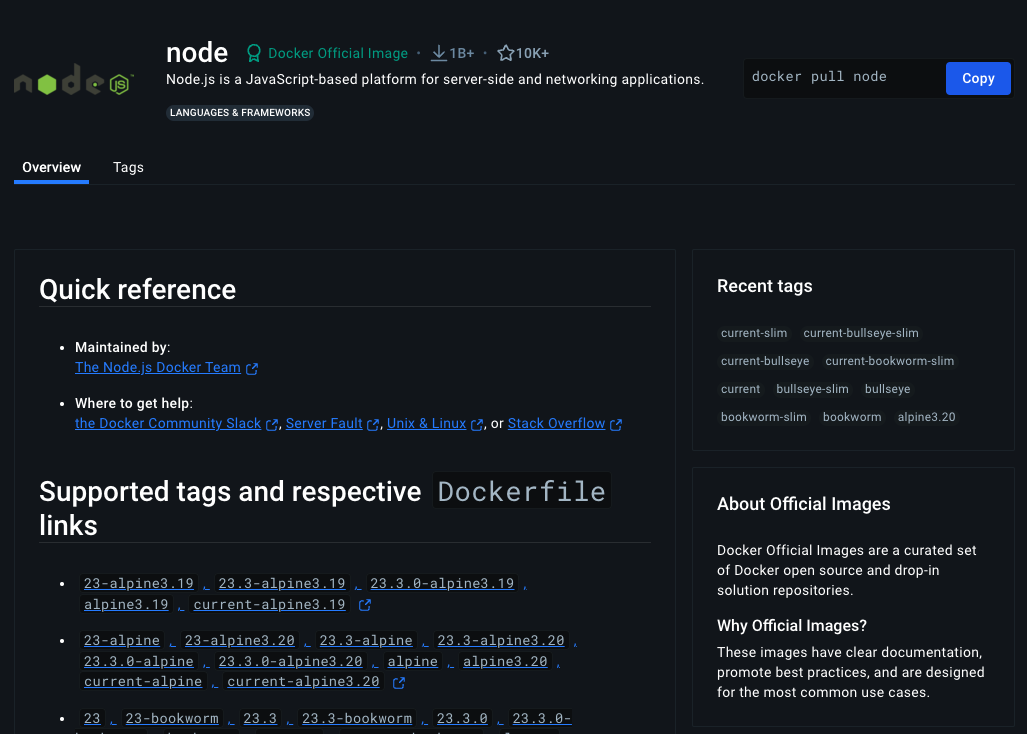 node
node Docker Official Image · 1B+ · 10K+
Node.js is a JavaScript-based platform for server-side and networking applications.
LANGUAGES & FRAMEWORKS
docker pull node
Copy
Overview Tags
Quick reference
• Maintained by:
The Node.js Docker Team
• Where to get help:
the Docker Community Slack, Server Fault, Unix & Linux, or Stack Overflow
Supported tags and respective Dockerfile
links
• 23-alpine3.19, 23.3-alpine3.19, 23.3.0-alpine3.19,
alpine3.19, current-alpine3.19
• 23-alpine, 23-alpine3.20, 23.3-alpine, 23.3-alpine3.20,
23.3.0-alpine, 23.3.0-alpine3.20, alpine, alpine3.20,
current-alpine, current-alpine3.20
• 23, 23-bookworm, 23.3, 23.3-bookworm, 23.3.0, 23.3.0-
Recent tags
current-slim current-bullseye-slim
current-bullseye current-bookworm-slim
current bullseye-slim bullseye
bookworm-slim bookworm alpine3.20
About Official Images
Docker Official Images are a curated set
of Docker open source and drop-in
solution repositories.
Why Official Images?
These images have clear documentation,
promote best practices, and are designed
for the most common use cases.